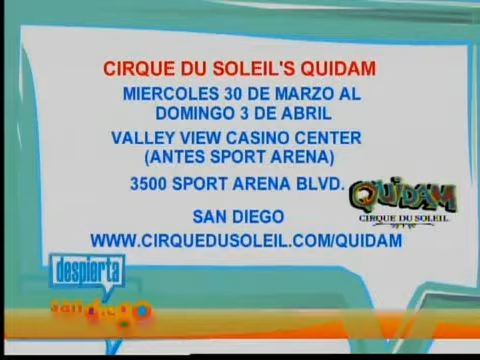 CIRQUE DU SOLEIL'S QUIDAM
MIERCOLES 30 DE MARZO AL
DOMINGO 3 DE ABRIL
VALLEY VIEW CASINO CENTER
(ANTES SPORT ARENA)
3500 SPORT ARENA BLVD.
QUIDAM
CIRQUE DU SOLEIL
SAN DIEGO
WWW.CIRQUEDUSOLEIL.COM/QUIDAM
despierta
san diego